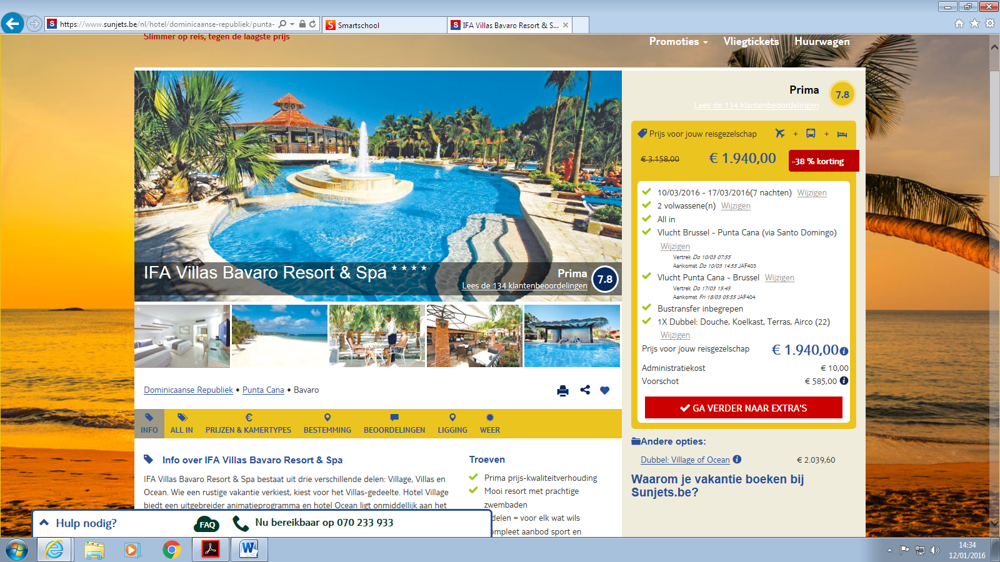 https://www.sunjets.be/nl/hotel/dominicaanse-republiek/punta-
Smartschool
IFA Villas Bavaro Resort & S...
Slimmer op reis, tegen de laagste prijs
Promoties
Vliegtickets
Huurwagen
IFA Villas Bavaro Resort & Spa
Prima
7.8
Lees de 134 klantenbeoordelingen
Dominicaanse Republiek • Punta Cana • Bavaro
INFO
ALL IN
PRIJZEN & KAMERTYPES
BESTEMMING
BEOORDELINGEN
LIGGING
WEER
Info over IFA Villas Bavaro Resort & Spa
IFA Villas Bavaro Resort & Spa bestaat uit drie verschillende delen: Village, Villas en
Ocean. Wie een rustige vakantie verkiest, kiest voor het Villas-gedeelte. Hotel Village
biedt een uitgebreider animatieprogramma en hotel Ocean ligt onmiddellijk aan het
Troeven
Prima prijs-kwaliteitverhouding
Mooi resort met prachtige
zwembaden
delen = voor elk wat wils
ompleet aanbod sport en
Prima
7.8
Lees de 134 klantenbeoordelingen
Prijs voor jouw reisgezelschap
+ +
€ 3.158,00
€ 1.940,00
-38 % korting
10/03/2016 - 17/03/2016(7 nachten) Wijzigen
2 volwassene(n) Wijzigen
All in
Vlucht Brussel - Punta Cana (via Santo Domingo)
Wijzigen
Vertrek Do 10/03 07:55
Aankomst Do 10/03 14:55 JAF403
Vlucht Punta Cana - Brussel Wijzigen
Vertrek Do 17/03 15:45
Aankomst Fri 18/03 05:55 JAF404
Bustransfer inbegrepen
1X Dubbel: Douche, Koelkast, Terras, Airco (22)
Wijzigen
Prijs voor jouw reisgezelschap € 1.940,00
Administratiekost € 10,00
Voorschot € 585,00
GA VERDER NAAR EXTRA'S
Andere opties:
Dubbel: Village of Ocean € 2.039,60
Waarom je vakantie boeken bij
Sunjets.be?
Hulp nodig?
FAQ
Nu bereikbaar op 070 233 933
14:34
12/01/2016